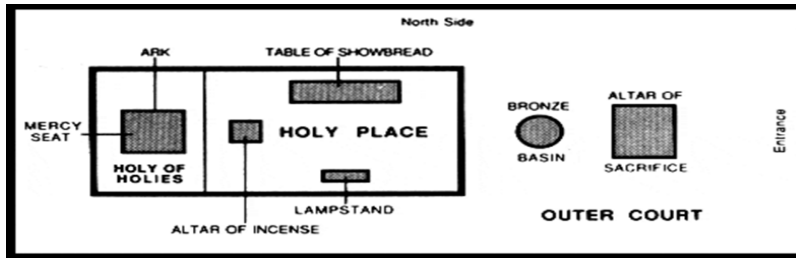 North Side
ARK
TABLE OF SHOWBREAD
MERCY
SEAT
HOLY PLACE
HOLY OF
HOLIES
BRONZE
BASIN
ALTAR OF
SACRIFICE
Entrance
LAMPSTAND
ALTAR OF INCENSE
OUTER COURT